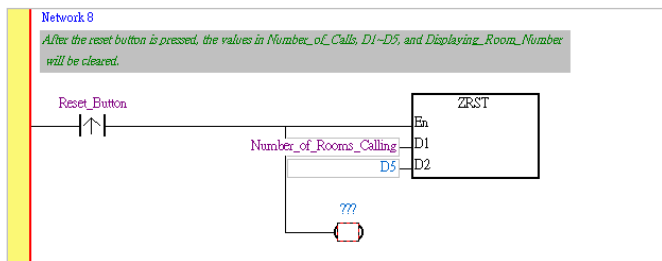 Network 8
After the reset button is pressed, the values in Number_of_Calls, D1~D5, and Displaying_Room_Number
will be cleared.
Reset_Button
ZRST
En
Number_of_Rooms_Calling D1
D5 D2
???